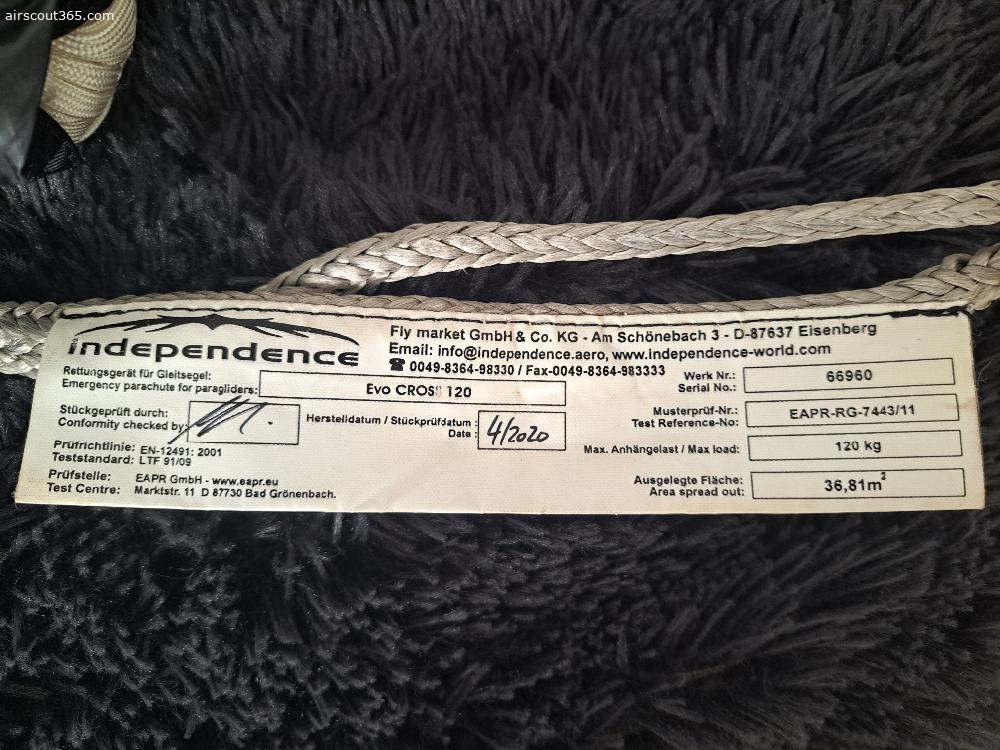 airscout365.com
independence
Fly market GmbH & Co. KG - Am Schönebach 3 - D-87637 Eisenberg
Email: info@independence.aero, www.independence-world.com
☎ 0049-8364-98330 / Fax-0049-8364-983333
Rettungsgerät für Gleitsegel:
Emergency parachute for paragliders:
Evo CROSS 120
Stückgeprüft durch:
Conformity checked by:
Herstelldatum / Stückprüfdatum :
Date :
4/2020
Prüfrichtlinie: EN-12491: 2001
Teststandard: LTF 91/09
Prüfstelle: EAPR GmbH - www.eapr.eu
Test Centre: Marktstr. 11 D 87730 Bad Grönenbach.
Werk Nr.:
Serial No.:
66960
Musterprüf-Nr.:
Test Reference-No:
EAPR-RG-7443/11
Max. Anhängelast / Max load:
120 kg
Ausgelegte Fläche:
Area spread out:
36,81m²